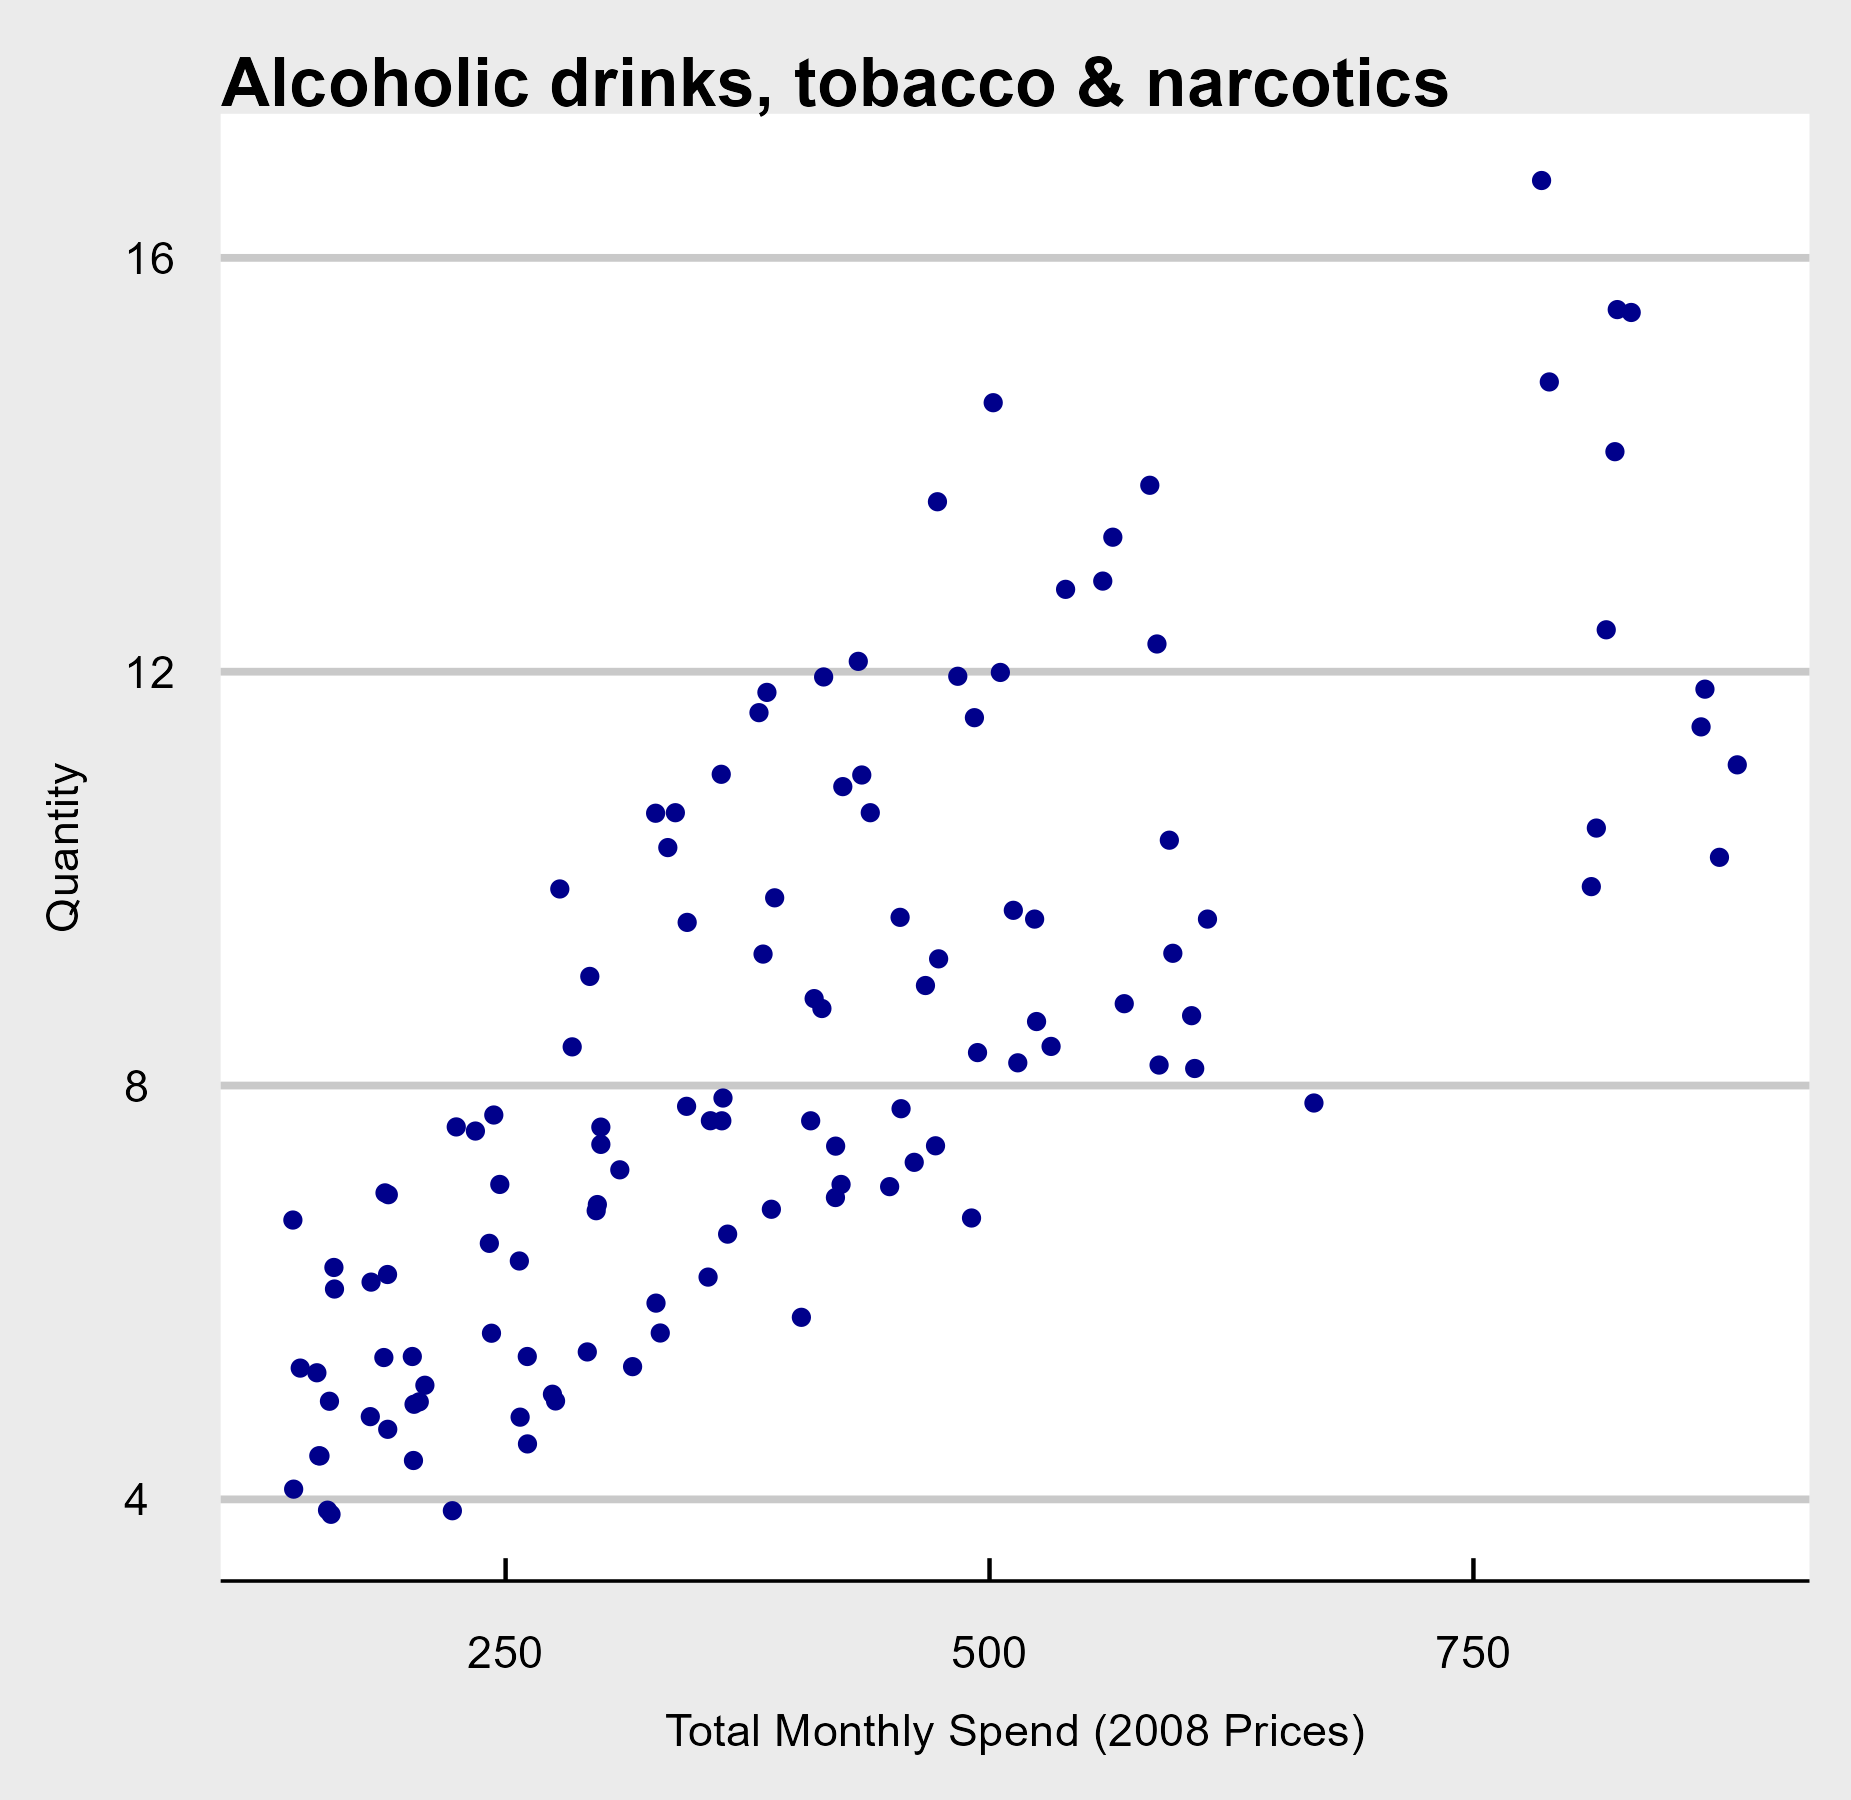 Alcoholic drinks, tobacco & narcotics
16
12
8
4
Quantity
250 500 750
Total Monthly Spend (2008 Prices)